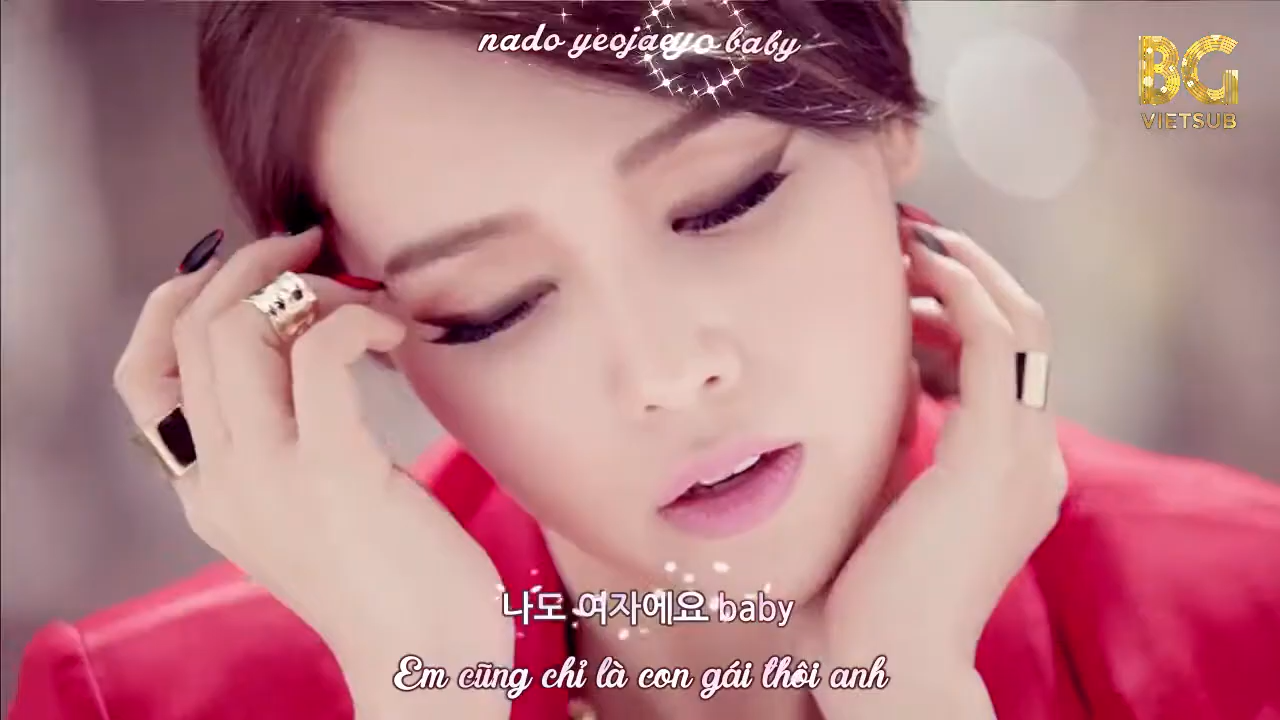 nado yeojaeyo baby
BG
VIETSUB
나도 여자예요 baby
Em cũng chỉ là con gái thôi anh